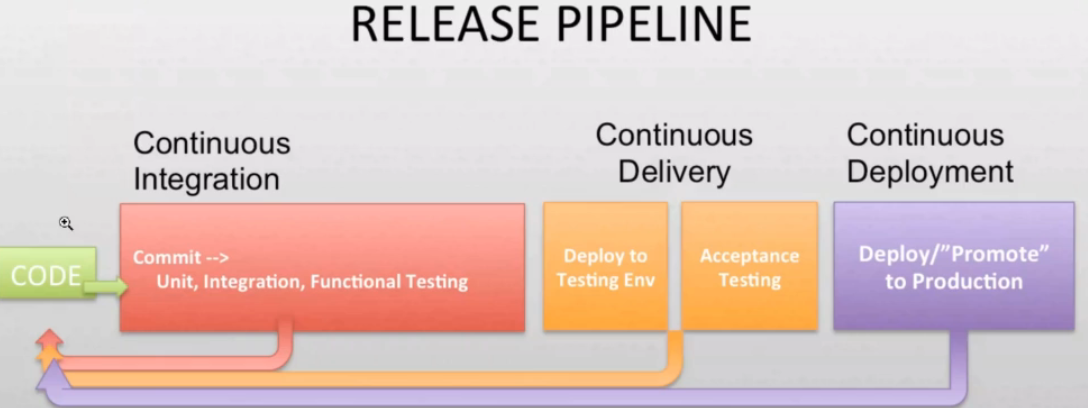 RELEASE PIPELINE
Continuous
Integration
Continuous
Delivery
Continuous
Deployment
CODE
Commit -->
Unit, Integration, Functional Testing
Deploy to
Testing Env
Acceptance
Testing
Deploy/”Promote”
to Production